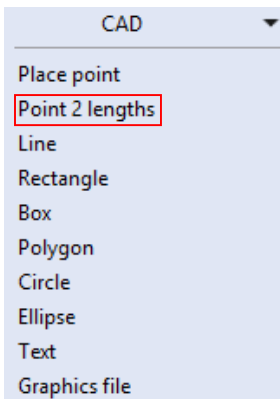 CAD
Place point
Point 2 lengths
Line
Rectangle
Box
Polygon
Circle
Ellipse
Text
Graphics file